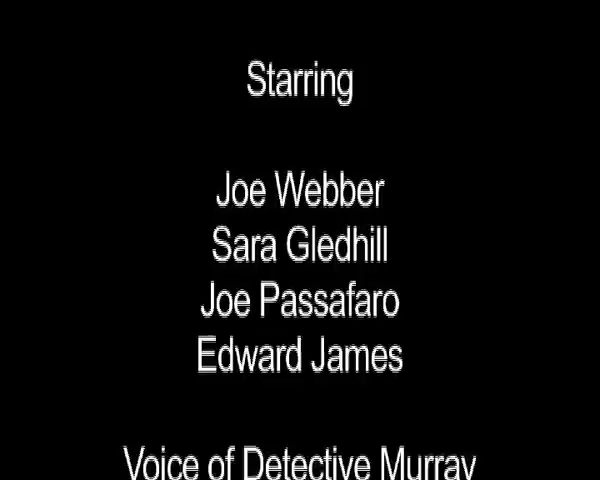 Starring
Joe Webber
Sara Gledhill
Joe Passafaro
Edward James
Voice of Detective Murray